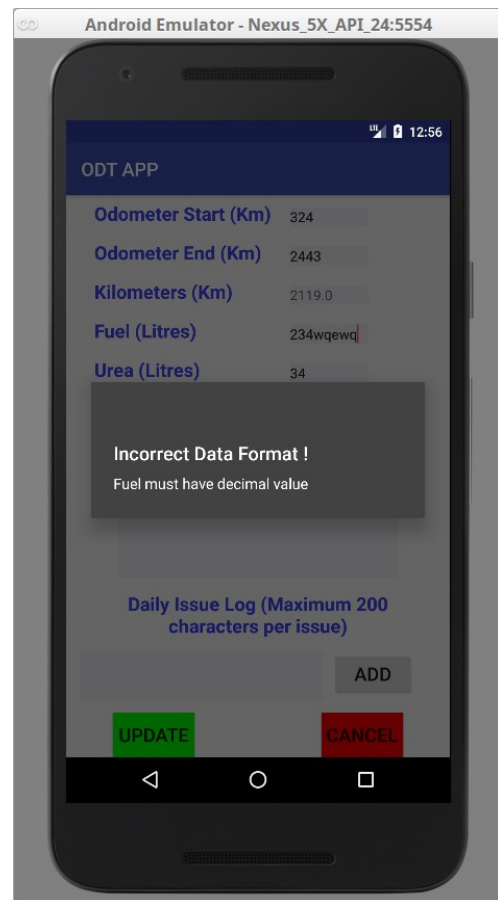 Android Emulator - Nexus_5X_API_24:5554
LTE 12:56
ODT APP
Odometer Start (Km) 324
Odometer End (Km) 2443
Kilometers (Km) 2119.0
Fuel (Litres) 234wqewq
Urea (Litres) 34
Incorrect Data Format !
Fuel must have decimal value
Daily Issue Log (Maximum 200
characters per issue)
ADD
UPDATE CANCEL